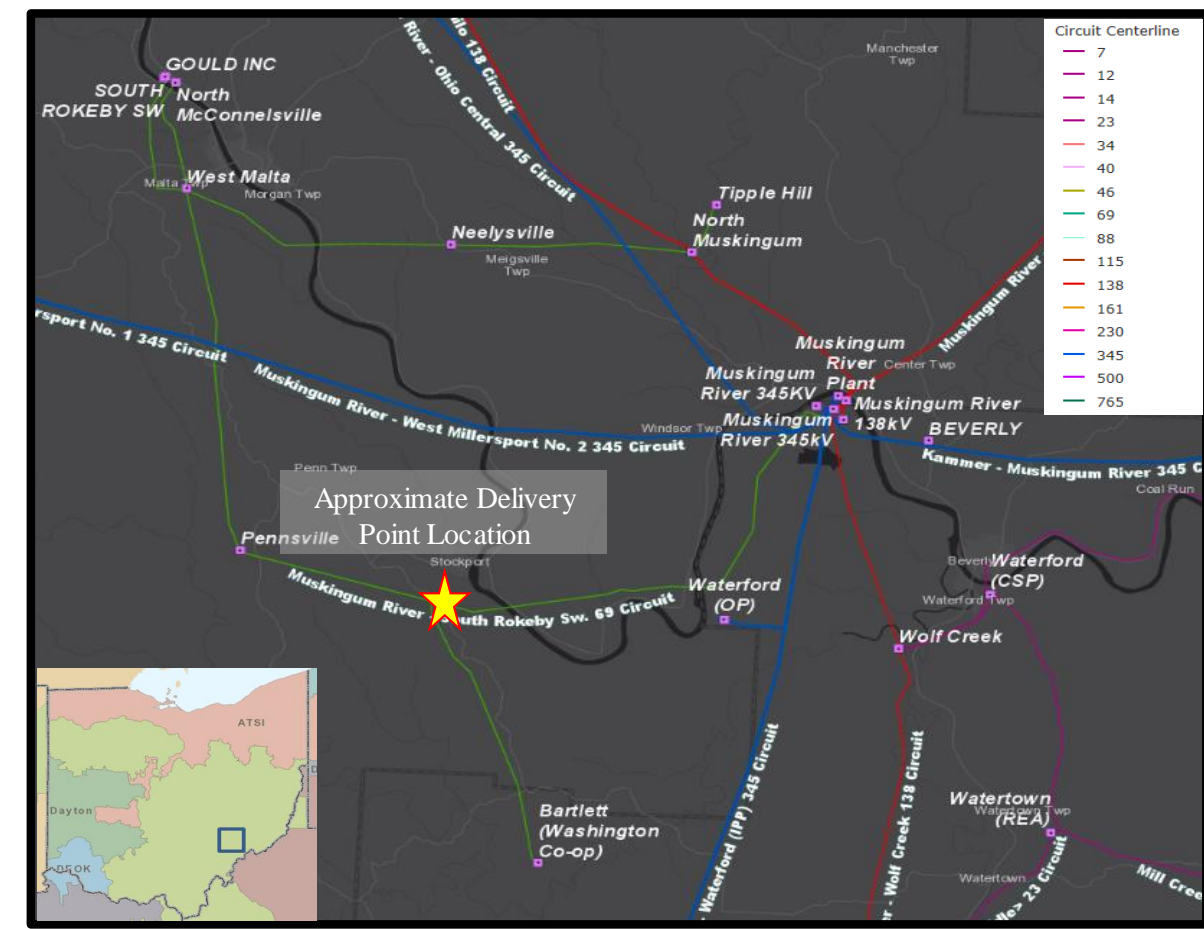 Circuit Centerline
7
12
14
23
34
40
46
69
88
115
138
161
230
345
500
765
Manchester
Twp
ilo 138 Circuit
River - Ohio Central 345 Circuit
GOULD INC
SOUTH
ROKEBY SW
North
McConnelsville
West Malta
Malta Twp
Morgan Twp
Tipple Hill
North
Muskingum
Neelysville
Meigsville
Twp
Muskingum River
ersport No. 1 345 Circuit
Muskingum River - West Millersport No. 2 345 Circuit
Muskingum
River
Plant
Center Twp
Muskingum
River 345KV
Muskingum River
138kV
Muskingum
River 345kV
Windsor Twp
BEVERLY
Kammer - Muskingum River 345 C
Coal Run
Penn Twp
Approximate Delivery
Point Location
Pennsville
Stockport
Muskingum River - South Rokeby Sw. 69 Circuit
Waterford
(OP)
Beverly
Waterford
(CSP)
Waterford Twp
Wolf Creek
ATSI
Dayton
DEOK
D
Bartlett
(Washington
Co-op)
- Waterford (IPP) 345 Circuit
er - Wolf Creek 138 Circuit
Watertown
Watertown Twp
(REA)
Watertown
dle> 23 Circuit
Mill Cree